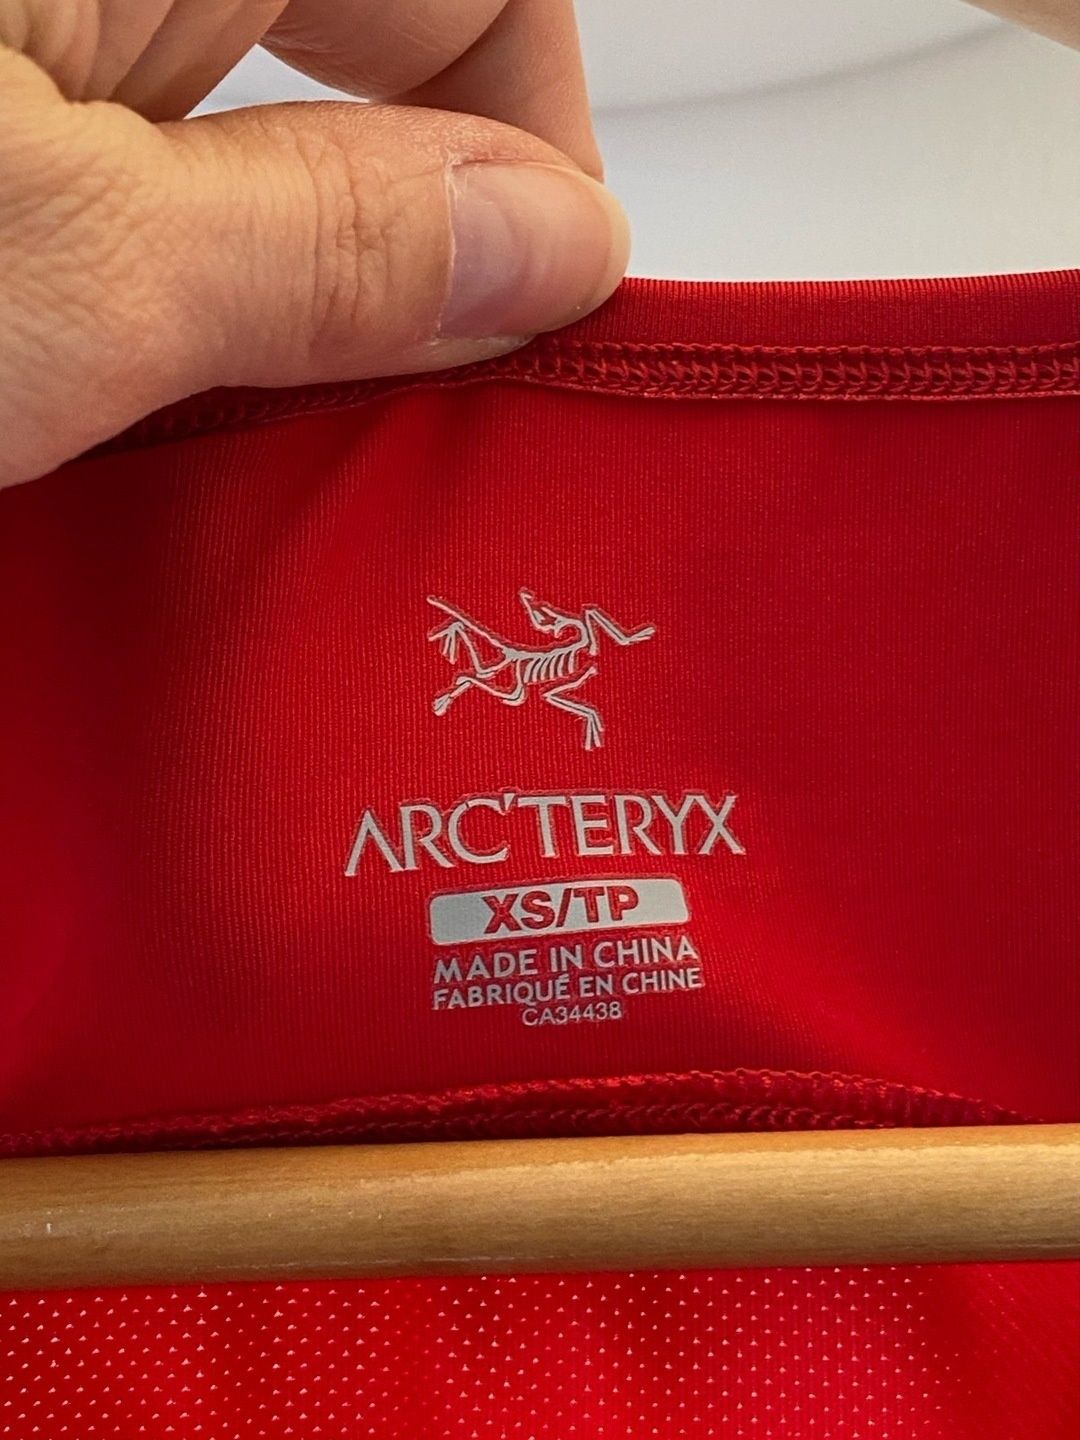 ARC'TERYX
XS/TP
MADE IN CHINA
FABRIQUÉ EN CHINE
CA34438